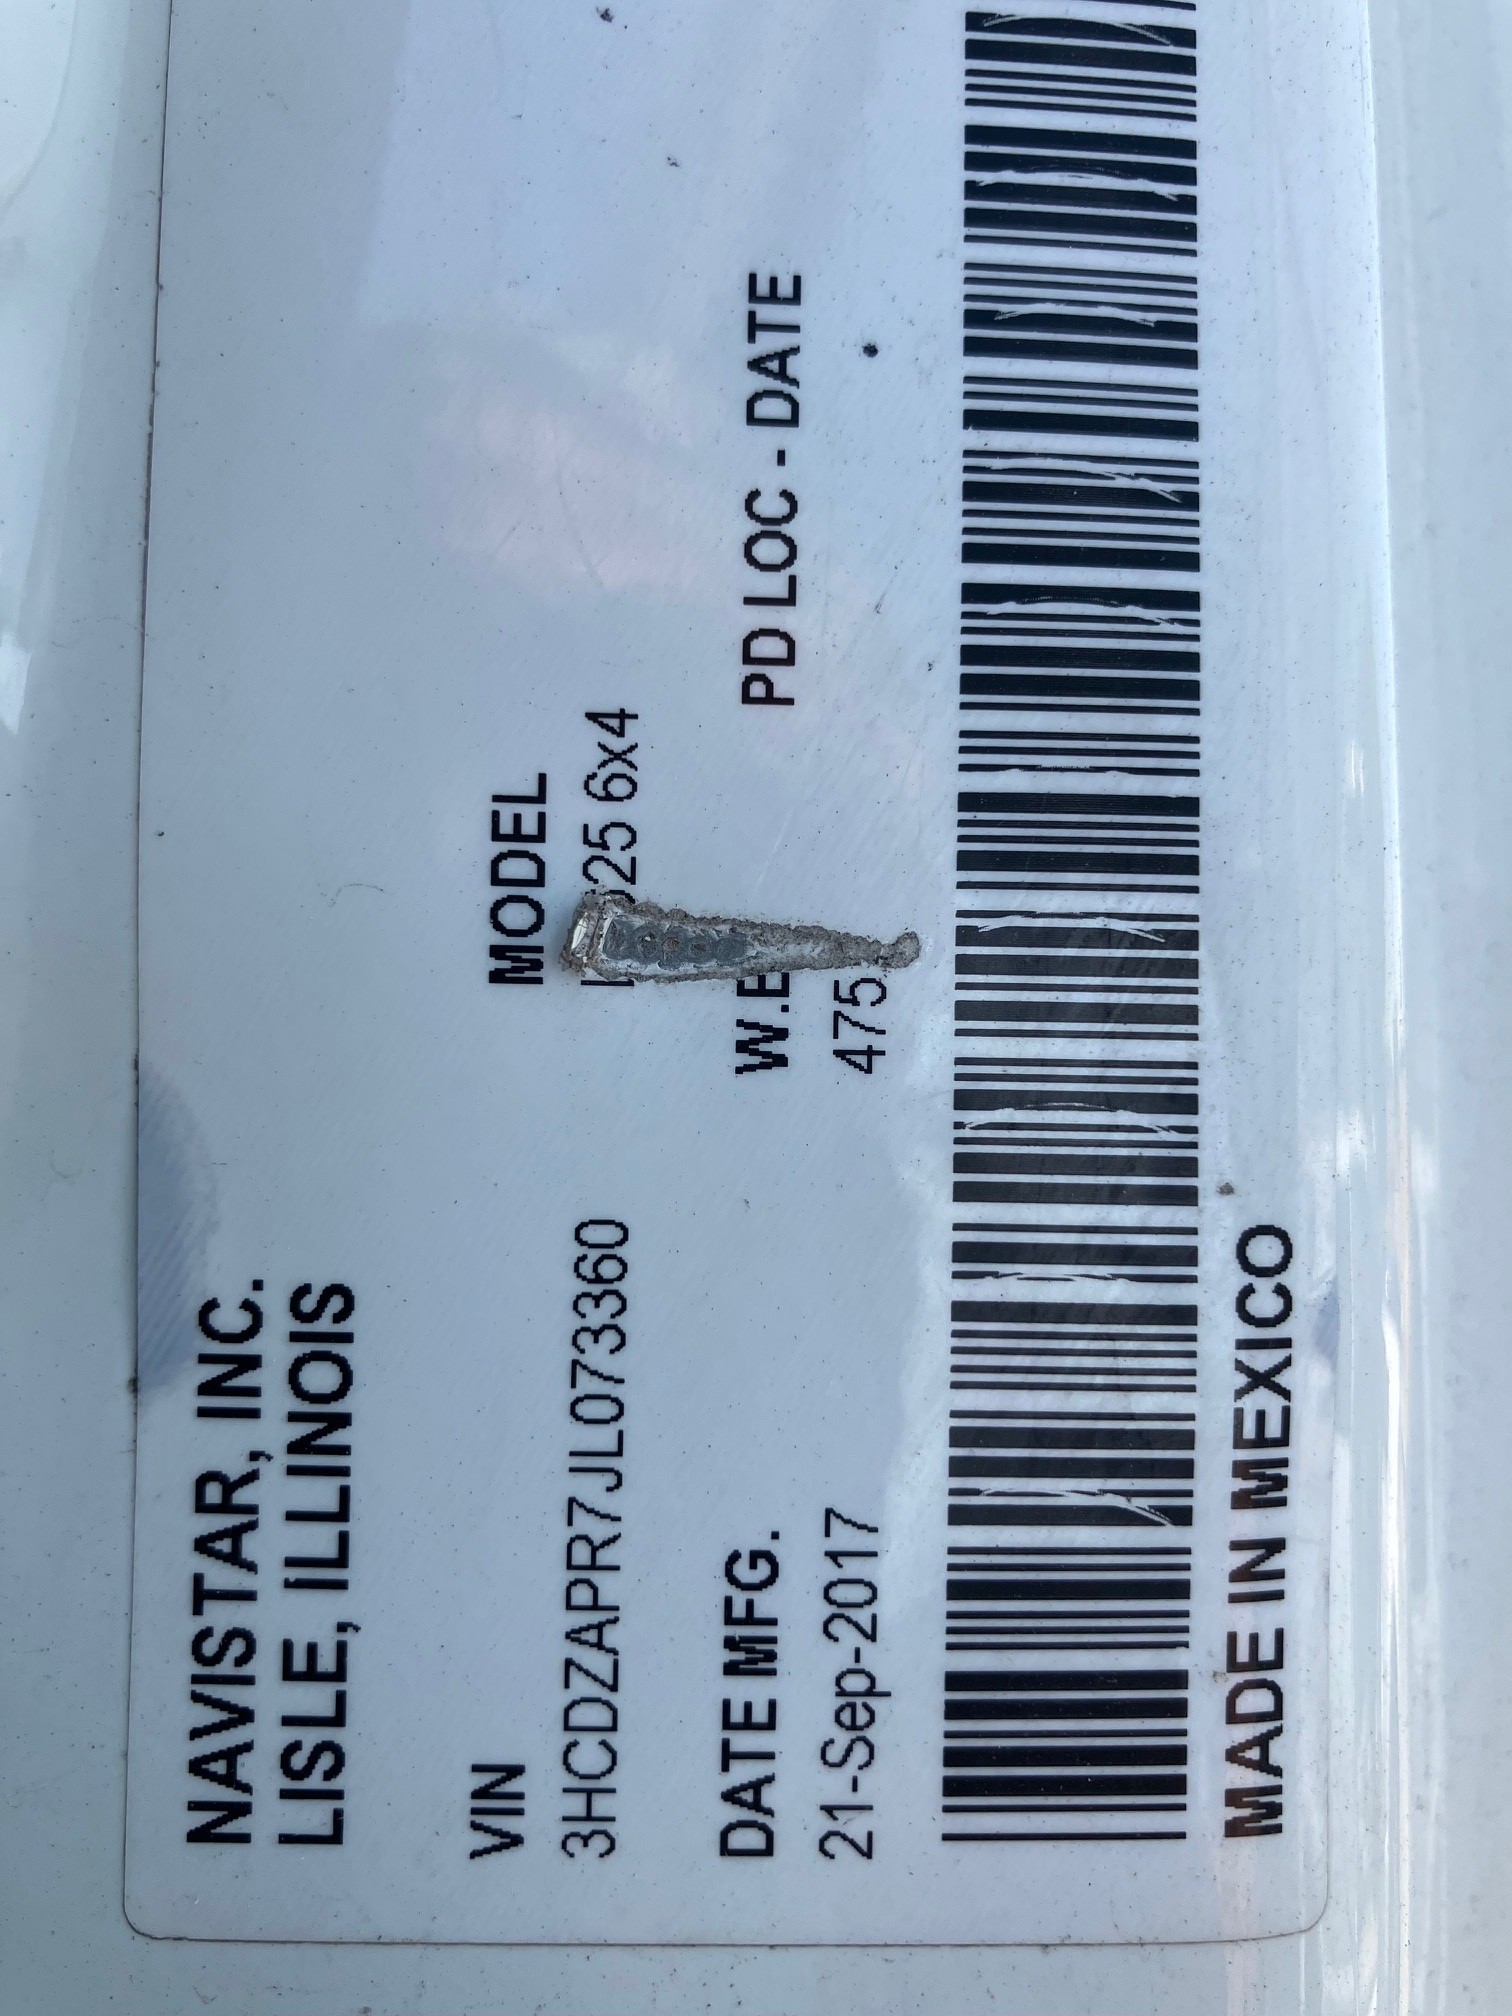 NAVISTAR, INC.
LISLE, ILLINOIS
VIN MODEL
3HCDZAPR7JL073360 625 6x4
DATE MFG. PD LOC - DATE
21-Sep-2017 475
MADE IN MEXICO